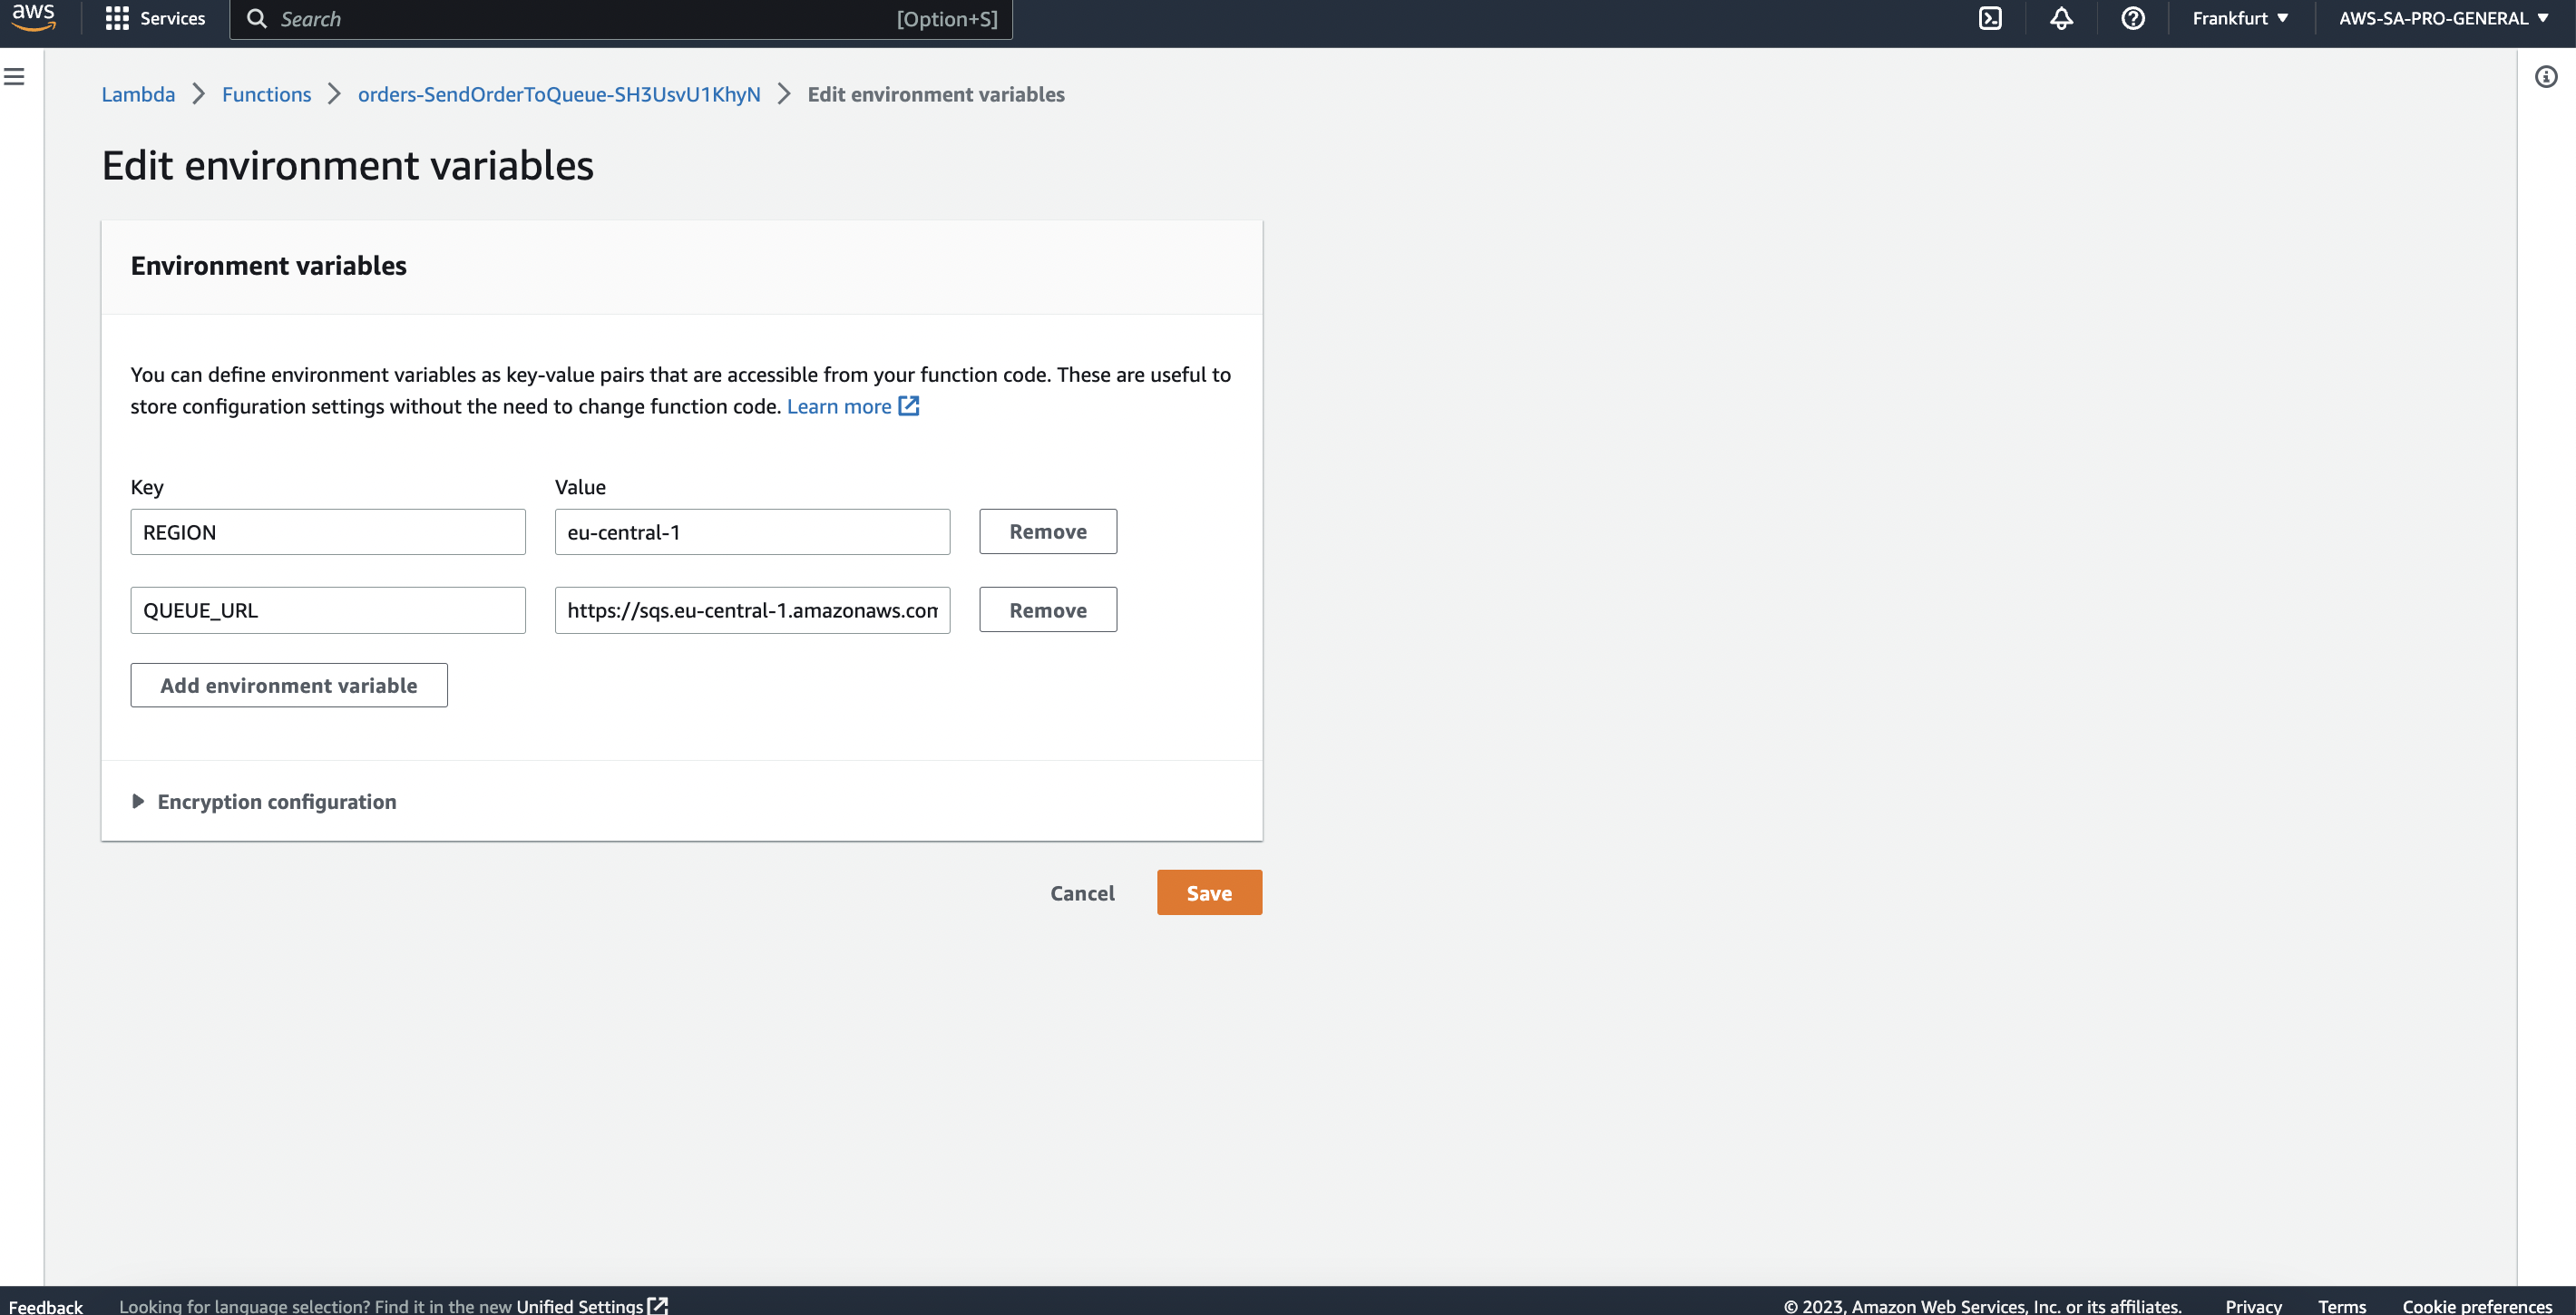 aws
Services
Search
[Option+S]
Frankfurt
AWS-SA-PRO-GENERAL
Lambda
Functions
orders-SendOrderToQueue-SH3UsvU1KhyN
Edit environment variables
Edit environment variables
Environment variables
You can define environment variables as key-value pairs that are accessible from your function code. These are useful to
store configuration settings without the need to change function code. Learn more
Key
Value
REGION
eu-central-1
Remove
QUEUE_URL
https://sqs.eu-central-1.amazonaws.com
Remove
Add environment variable
Encryption configuration
Cancel
Save
Feedback
Looking for language selection? Find it in the new Unified Settings
© 2023, Amazon Web Services, Inc. or its affiliates.
Privacy
Terms
Cookie preferences